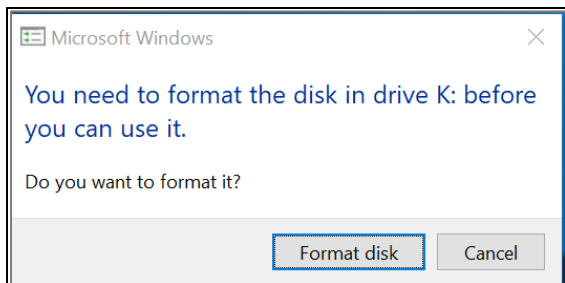 Microsoft Windows
You need to format the disk in drive K: before
you can use it.
Do you want to format it?
Format disk
Cancel